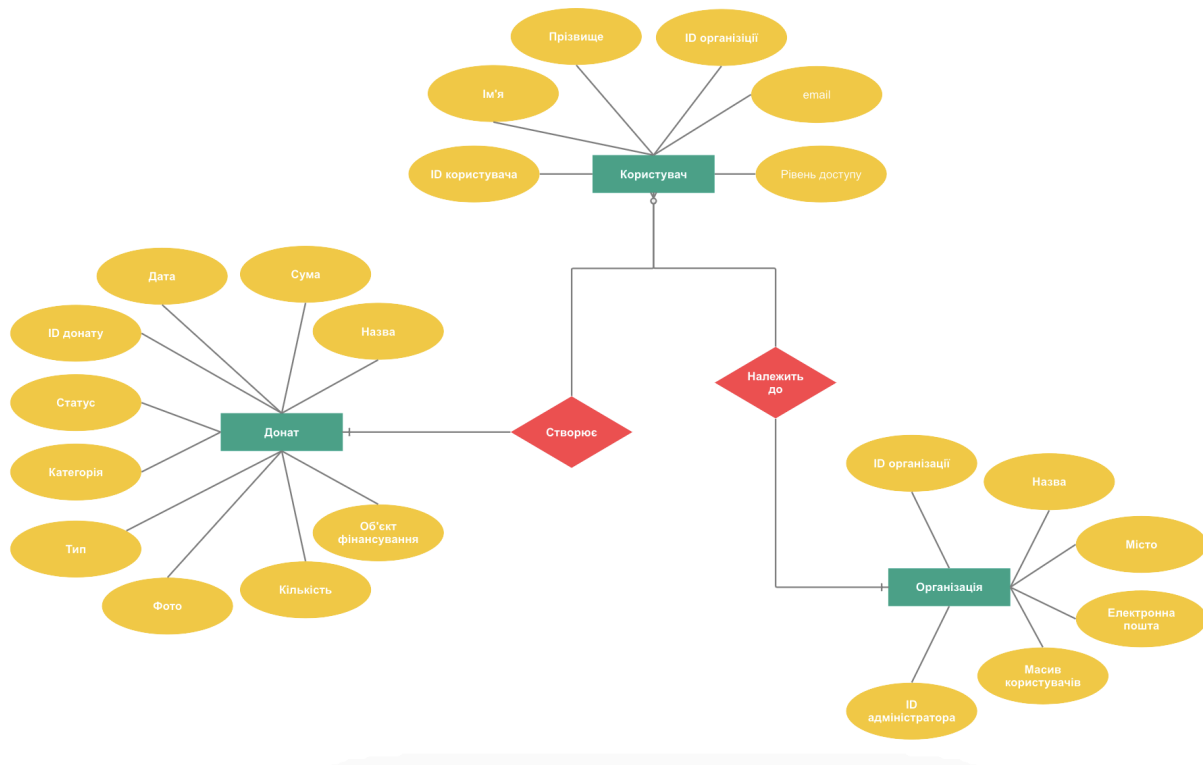 Прізвище
ID організіції
Ім'я
email
ID користувача
Користувач
Рівень доступу
Дата
Сума
ID донату
Назва
Статус
Донат
Категорія
Тип
Об'єкт
фінансування
Фото
Кількість
Створює
Належить
до
ID організації
Назва
Місто
Організація
Електронна
пошта
Масив
користувачів
ID
адміністратора